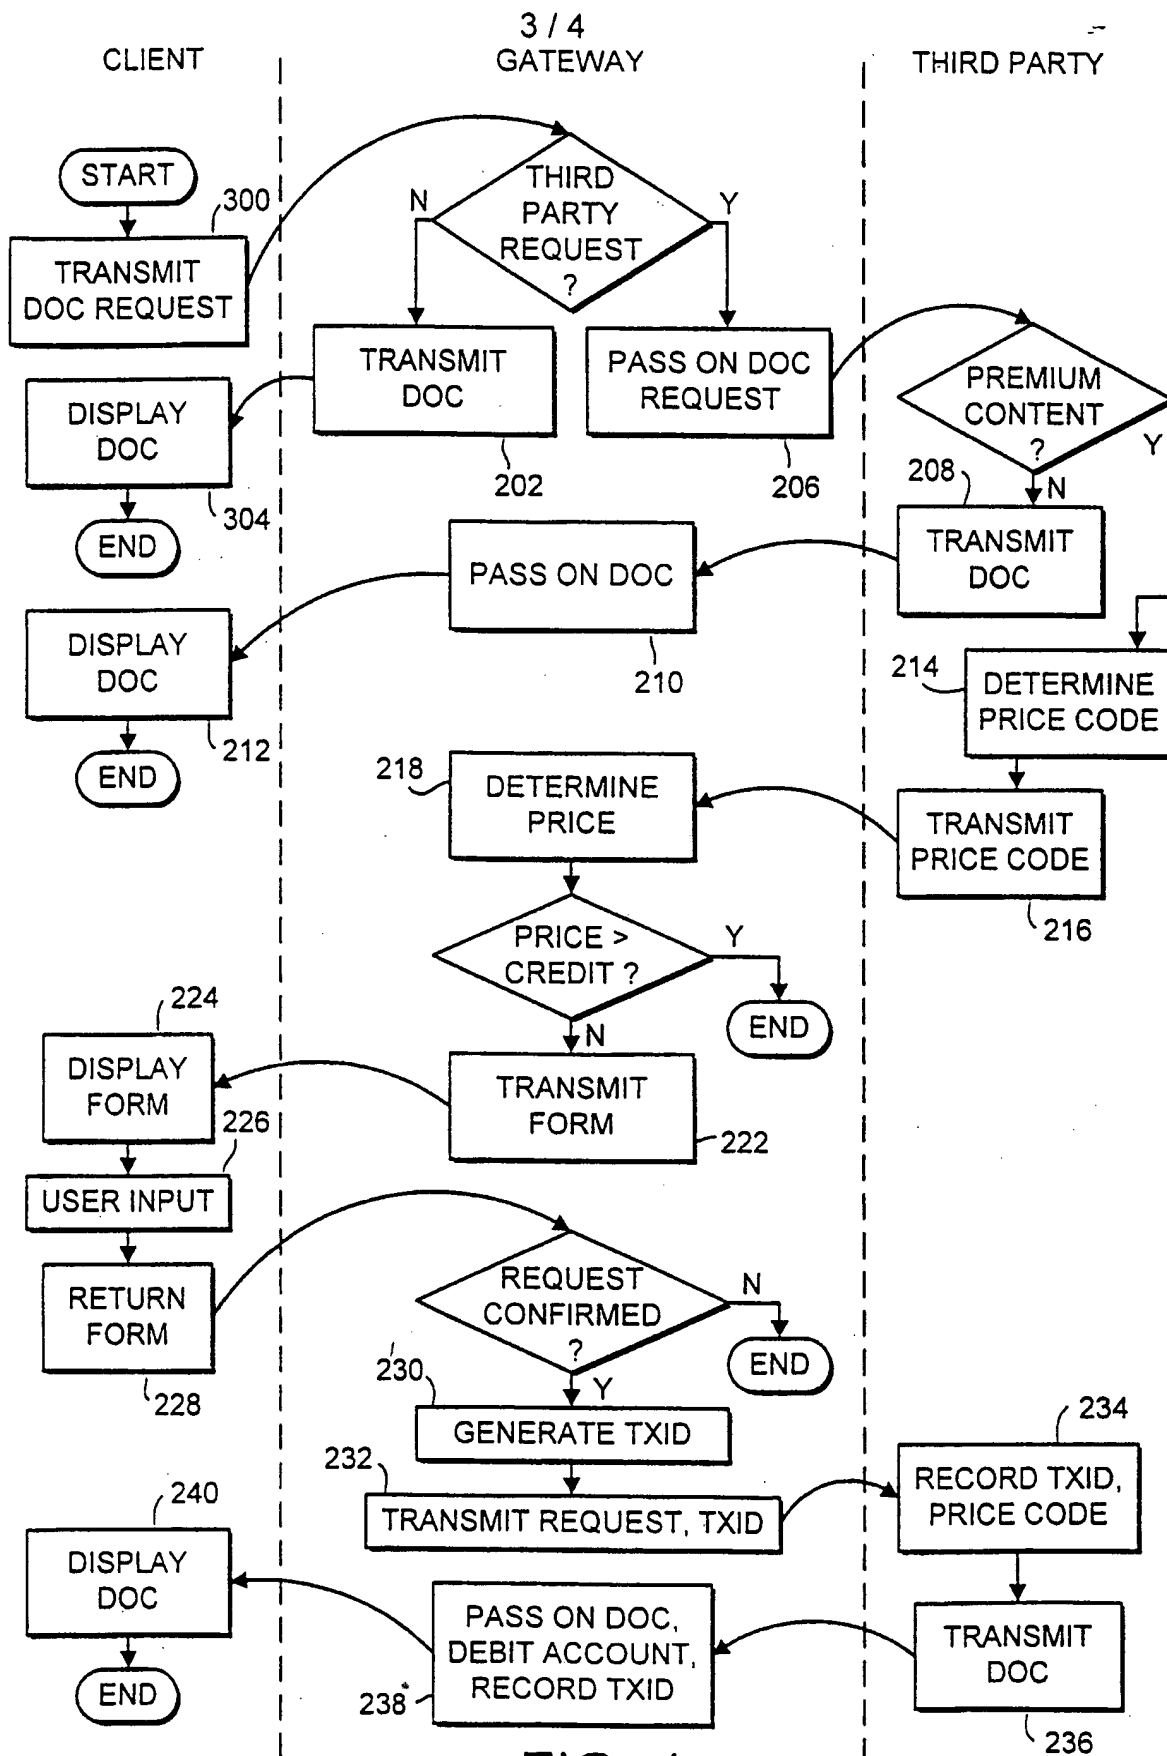 3 / 4
CLIENT
GATEWAY
THIRD PARTY
START
300
TRANSMIT
DOC REQUEST
THIRD
PARTY
REQUEST
?
N
Y
TRANSMIT
DOC
202
PASS ON DOC
REQUEST
206
PREMIUM
CONTENT
?
Y
N
DISPLAY
DOC
304
END
208
TRANSMIT
DOC
PASS ON DOC
210
DISPLAY
DOC
212
END
214
DETERMINE
PRICE CODE
218
DETERMINE
PRICE
TRANSMIT
PRICE CODE
216
PRICE >
CREDIT ?
Y
END
N
224
DISPLAY
FORM
TRANSMIT
FORM
222
226
USER INPUT
RETURN
FORM
228
REQUEST
CONFIRMED
?
N
END
Y
230
GENERATE TXID
232
TRANSMIT REQUEST, TXID
234
RECORD TXID,
PRICE CODE
240
DISPLAY
DOC
END
PASS ON DOC,
DEBIT ACCOUNT,
RECORD TXID
238
TRANSMIT
DOC
236